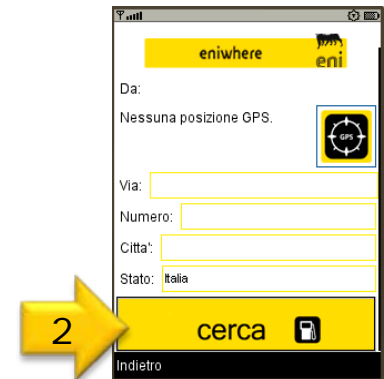 eniwhere
eni
Da:
Nessuna posizione GPS.
GPS
Via:
Numero:
Citta':
Stato: Italia
2
cerca
Indietro